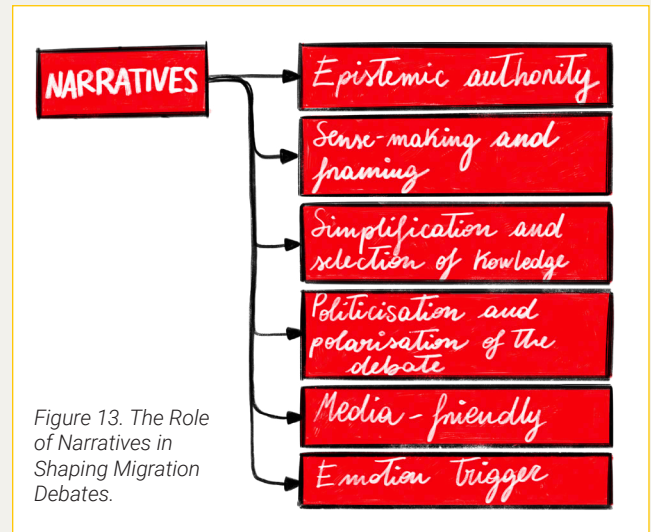 NARRATIVES
Epistemic authority
Sense-making and
framing
Simplification and
selection of kowledge
Politicisation and
polarisation of the
debate
Media-friendly
Emotion trigger
Figure 13. The Role
of Narratives in
Shaping Migration
Debates.